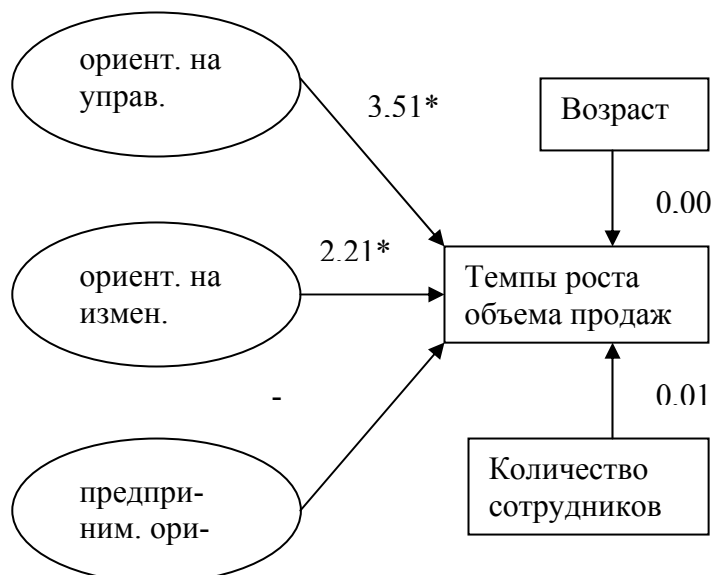 ориент. на
управ.
3.51*
Возраст
0.00
ориент. на
измен.
2.21*
Темпы роста
объема продаж
-
0.01
предпри-
ним. ори-
Количество
сотрудников